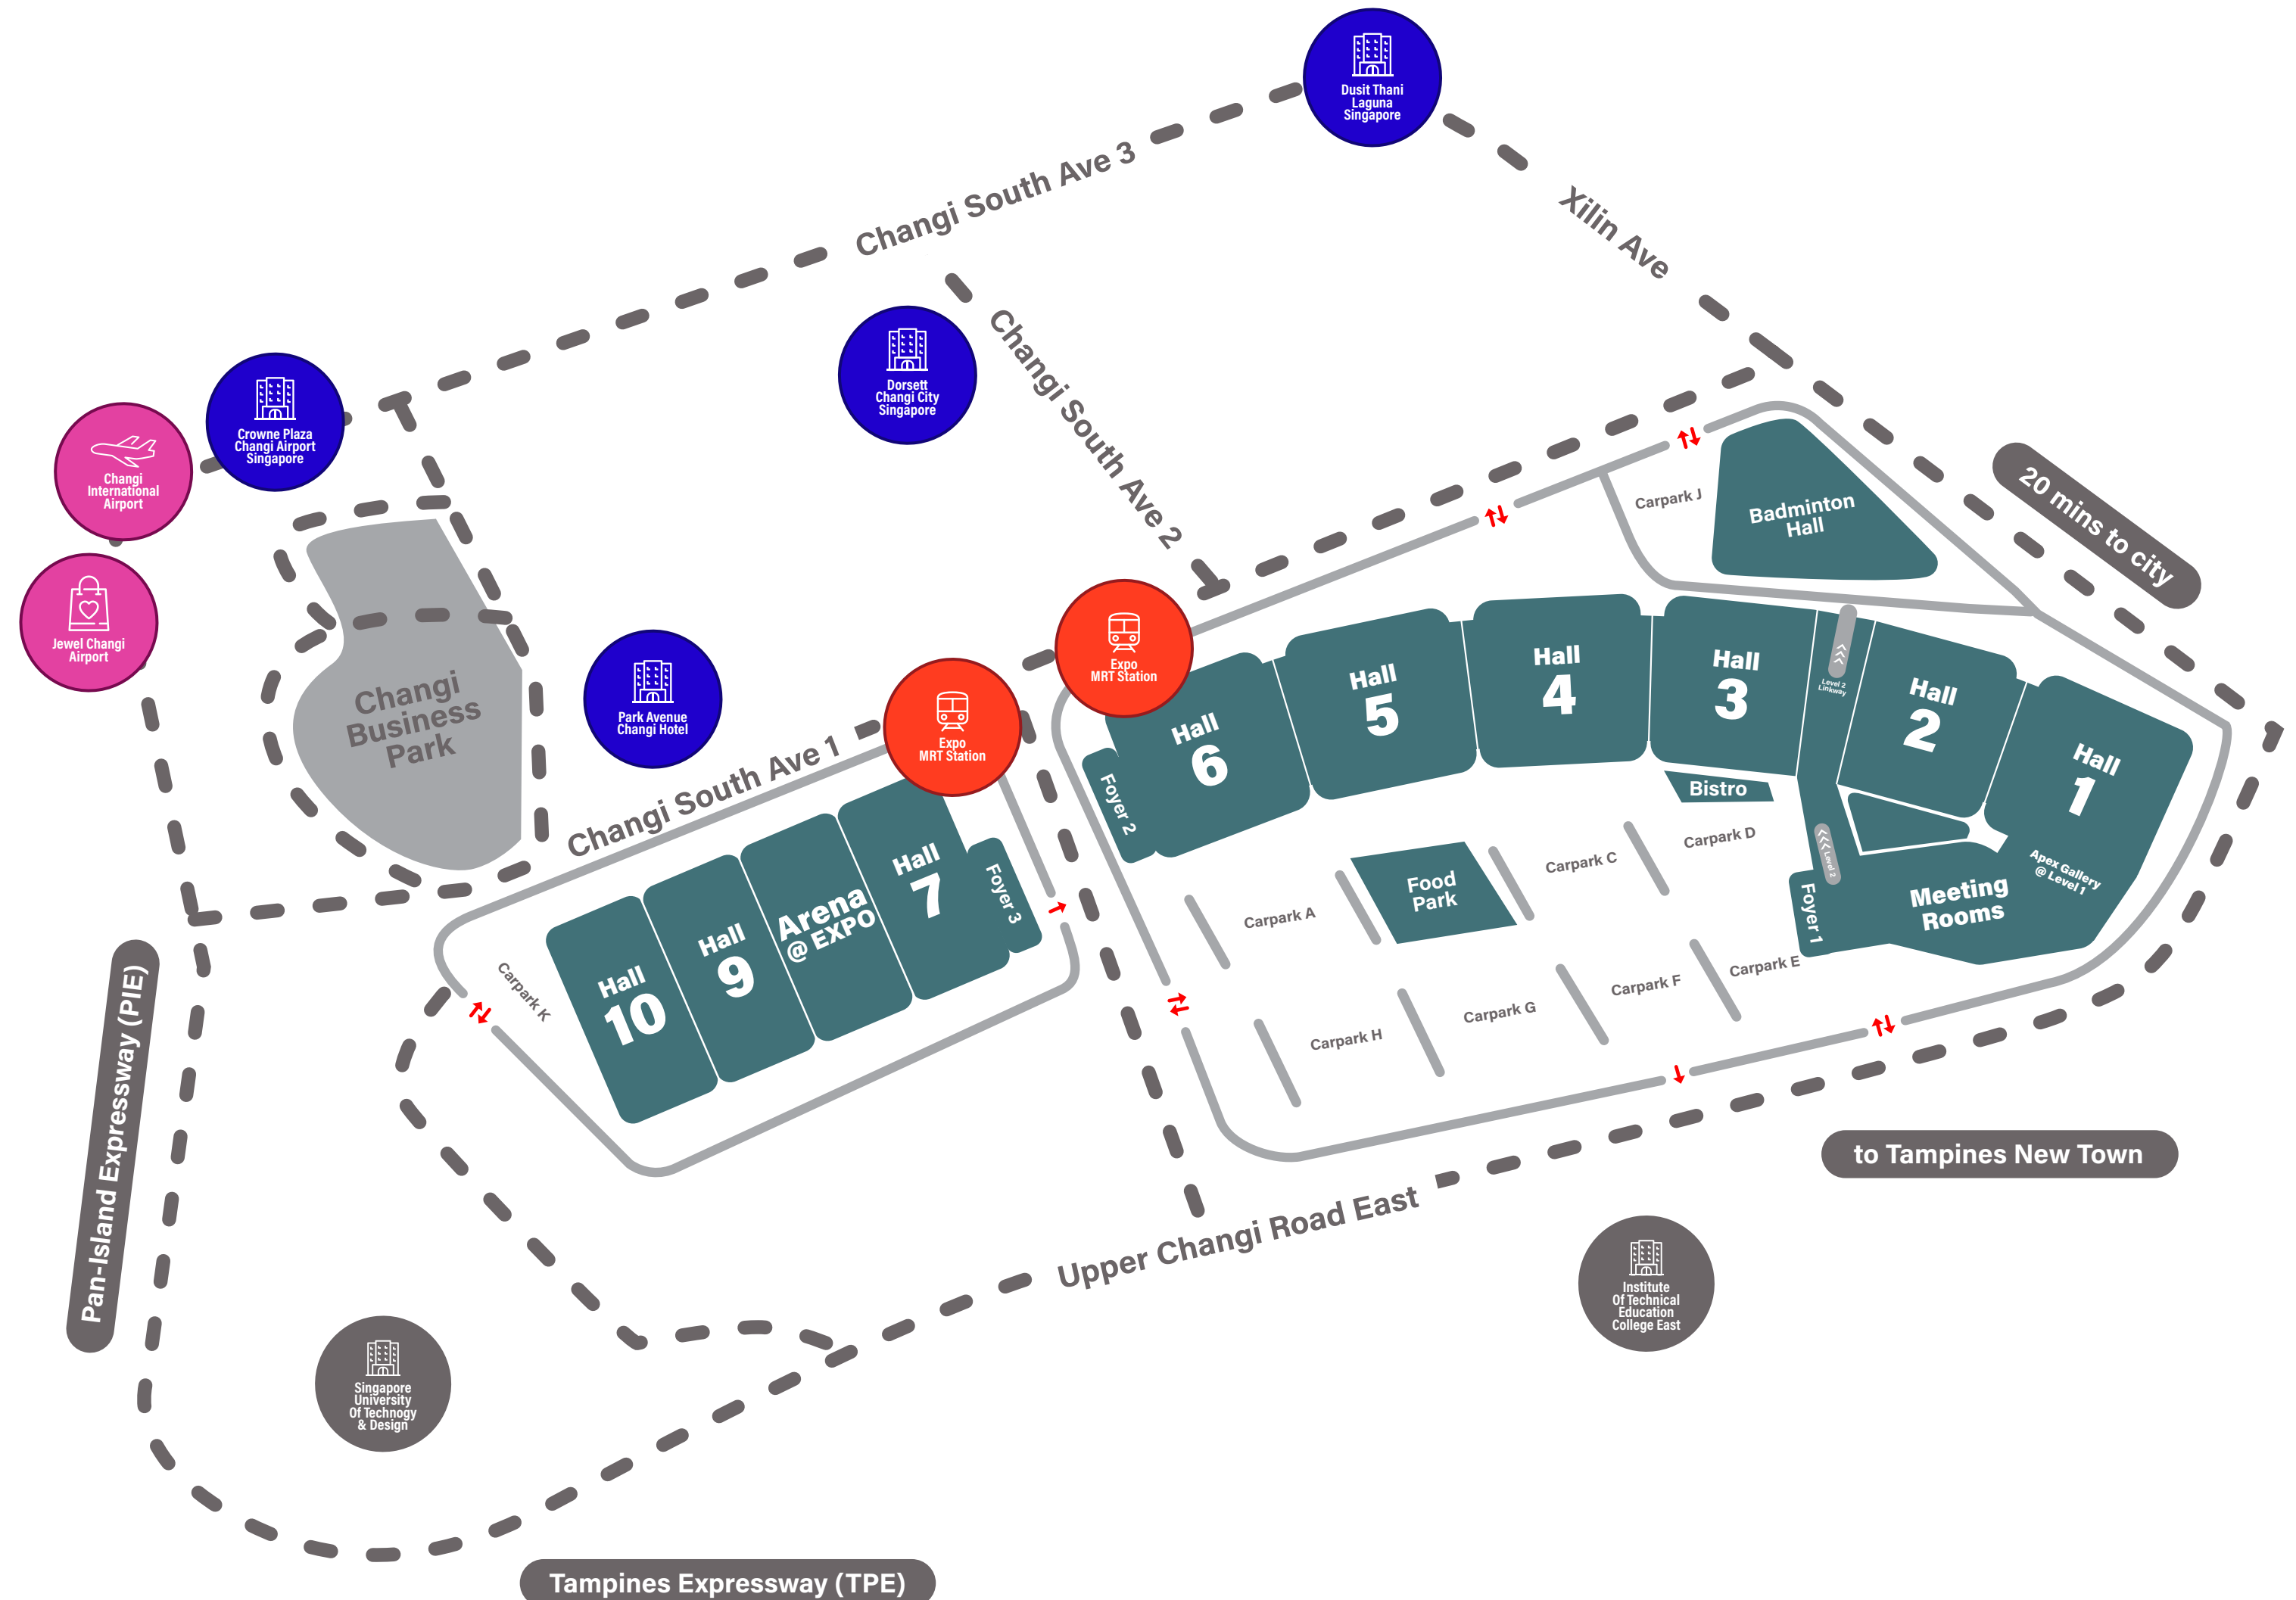 Dusit Thani
Laguna
Singapore
Changi South Ave 3
Xilin Ave
Dorsett
Changi City
Singapore
Changi South Ave 2
Crowne Plaza
Changi Airport
Singapore
Changi
International
Airport
Jewel Changi
Airport
20 mins to city
Carpark J
Badminton
Hall
Changi
Business
Park
Park Avenue
Changi Hotel
Expo
MRT Station
Expo
MRT Station
Changi South Ave 1
Hall
6
Hall
5
Hall
4
Hall
3
Level 2
Linkway
Hall
2
Hall
1
Foyer 2
Bistro
Carpark D
Carpark C
Level 2
Food
Park
Carpark A
Apex Gallery
@ Level 1
Meeting
Rooms
Foyer 1
Hall
7
Foyer 3
Arena
@ EXPO
Hall
9
Hall
10
Carpark K
Carpark E
Carpark F
Carpark G
Carpark H
Pan-Island Expressway (PIE)
to Tampines New Town
Upper Changi Road East
Institute
Of Technical
Education
College East
Singapore
University
Of Technogy
& Design
Tampines Expressway (TPE)